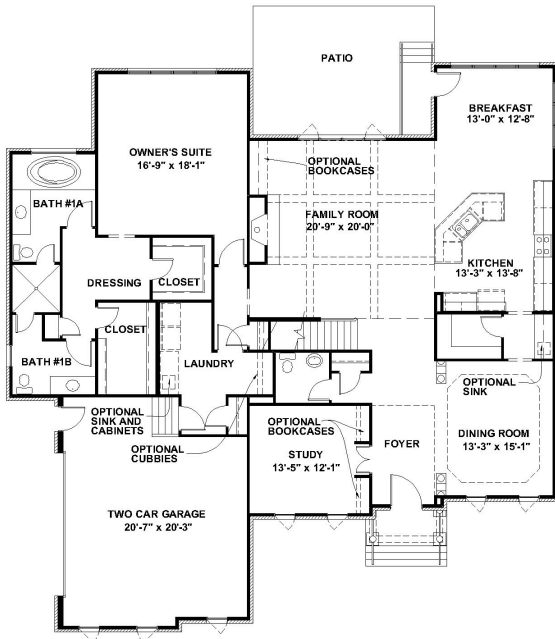 PATIO
BREAKFAST
13'-0" x 12'-8"
OWNER'S SUITE
16'-9" x 18'-1"
OPTIONAL
BOOKCASES
BATH #1A
FAMILY ROOM
20'-9" x 20'-0"
KITCHEN
13'-3" x 13'-8"
DRESSING
CLOSET
CLOSET
BATH #1B
LAUNDRY
OPTIONAL
SINK
OPTIONAL
SINK AND
CABINETS
OPTIONAL
CUBBIES
OPTIONAL
BOOKCASES
STUDY
13'-5" x 12'-1"
FOYER
DINING ROOM
13'-3" x 15'-1"
TWO CAR GARAGE
20'-7" x 20'-3"